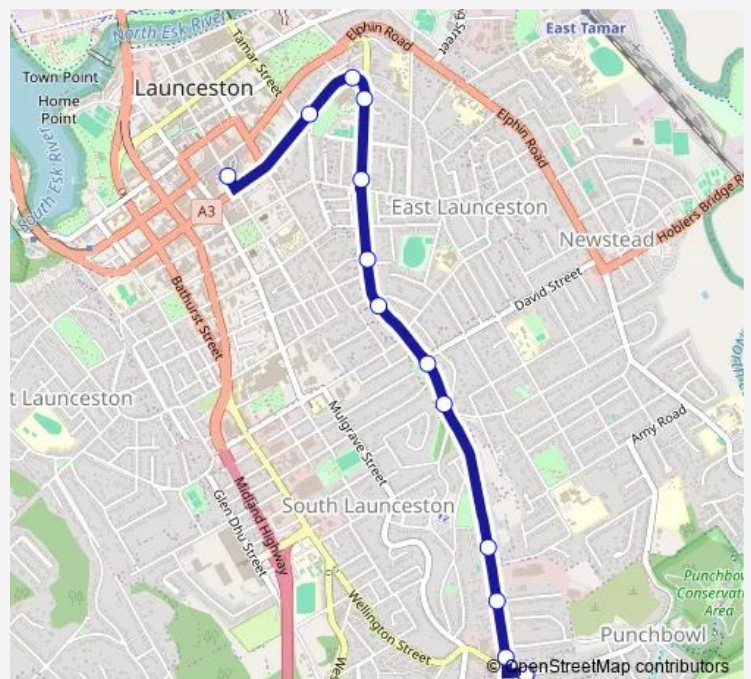 North Esk River
Elphin Road
East Tamar
Tamar Street
Town Point
Launceston
Home
Point
Elphin Road
South Esk River
A3
East Launceston
Hoblers Bridge
Newstead
David Street
Bathurst Street
t Launceston
Mulgrave Street
Amy Road
Midland Highway
South Launceston
Glen Dhu Street
Punchbowl
Conservat
Area
Wellington Street
Punchbowl
We
© OpenStreetMap contributors